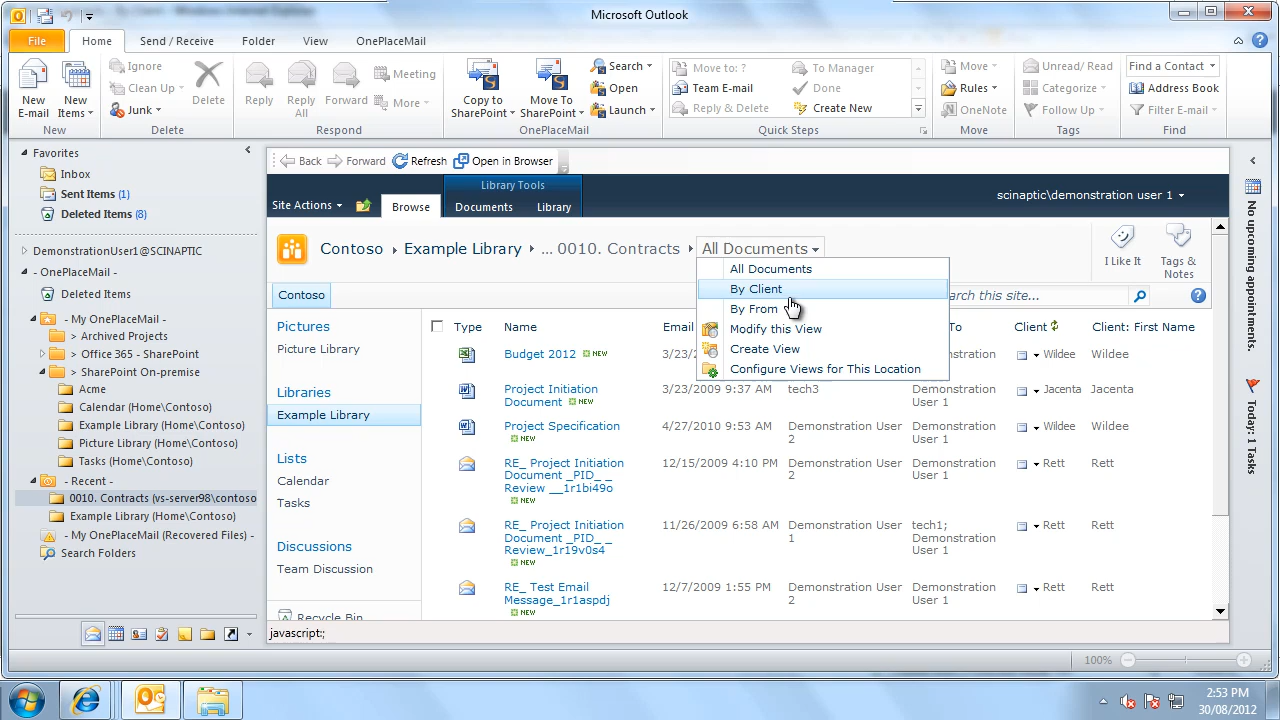 Microsoft Outlook
File Home Send / Receive Folder View OnePlaceMail
New E-mail
New Items
New
Ignore
Clean Up
Junk
Delete
Delete
Reply
Reply All
Forward
Meeting
More
Respond
Copy to SharePoint
Move To SharePoint
Search
Open
Launch
OnePlaceMail
Move to: ?
Team E-mail
Reply & Delete
To Manager
Done
Create New
Quick Steps
Move
Rules
OneNote
Move
Unread/ Read
Categorize
Follow Up
Tags
Find a Contact
Address Book
Filter E-mail
Find
Favorites
Inbox
Sent Items (1)
Deleted Items (8)
DemonstrationUser1@SCINAPTIC
- OnePlaceMail -
Deleted Items
- My OnePlaceMail -
> Archived Projects
> Office 365 - SharePoint
> SharePoint On-premise
Acme
Calendar (Home\Consoto)
Example Library (Home\Consoto)
Picture Library (Home\Consoto)
Tasks (Home\Consoto)
- Recent -
0010. Contracts (vs-server98\contoso
Example Library (Home\Contoso)
- My OnePlaceMail (Recovered Files) -
Search Folders
Back Forward Refresh Open in Browser
Library Tools
Site Actions Browse Documents Library
scinaptic\demonstration user 1
Contoso Example Library ... 0010. Contracts All Documents
I Like It
Tags & Notes
All Documents
By Client
By From
Modify this View
Create View
Configure Views for This Location
Contoso
arch this site...
Pictures
Picture Library
Libraries
Example Library
Lists
Calendar
Tasks
Discussions
Team Discussion
Recycle Bin
Type Name Email To Client Client: First Name
Budget 2012 NEW 3/23/ Wildee Wildee
Project Initiation Document NEW 3/23/2009 9:37 AM tech3 Demonstration User 1 Jacenta Jacenta
Project Specification NEW 4/27/2010 9:53 AM Demonstration User 2 Demonstration User 1 Wildee Wildee
RE_ Project Initiation Document _PID_ _ Review __1r1bi49o NEW 12/15/2009 4:10 PM Demonstration User 2 Demonstration User 1 Rett Rett
RE_ Project Initiation Document _PID_ _ Review_1r19v0s4 NEW 11/26/2009 6:58 AM Demonstration User 1 tech1; Demonstration User 1 Rett Rett
RE_ Test Email Message_1r1aspdj NEW 12/7/2009 1:55 PM Demonstration User 2 Demonstration User 1 Rett Rett
javascript:;
No upcoming appointments.
Today: 1 Tasks
100%
2:53 PM
30/08/2012